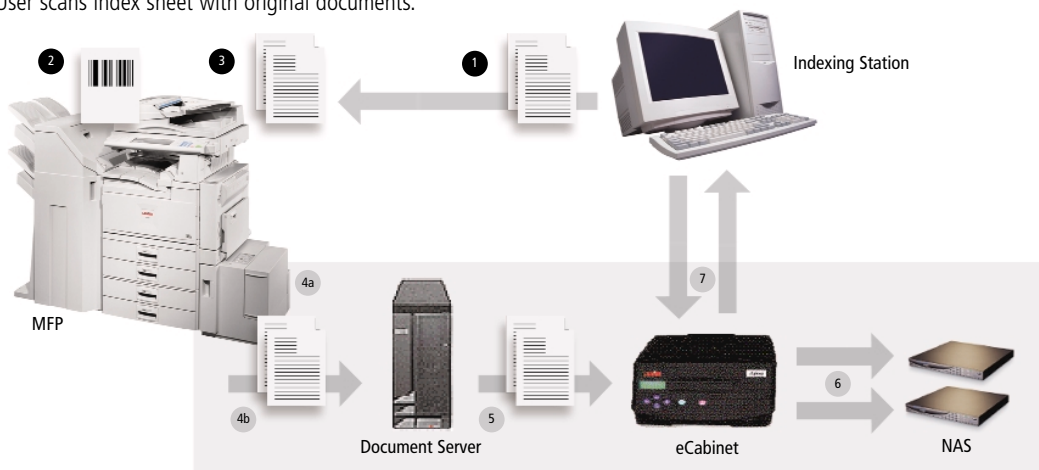 User scans index sheet with original documents.
2
3
1
Indexing Station
7
4a
MFP
6
4b
5
Document Server
eCabinet
NAS